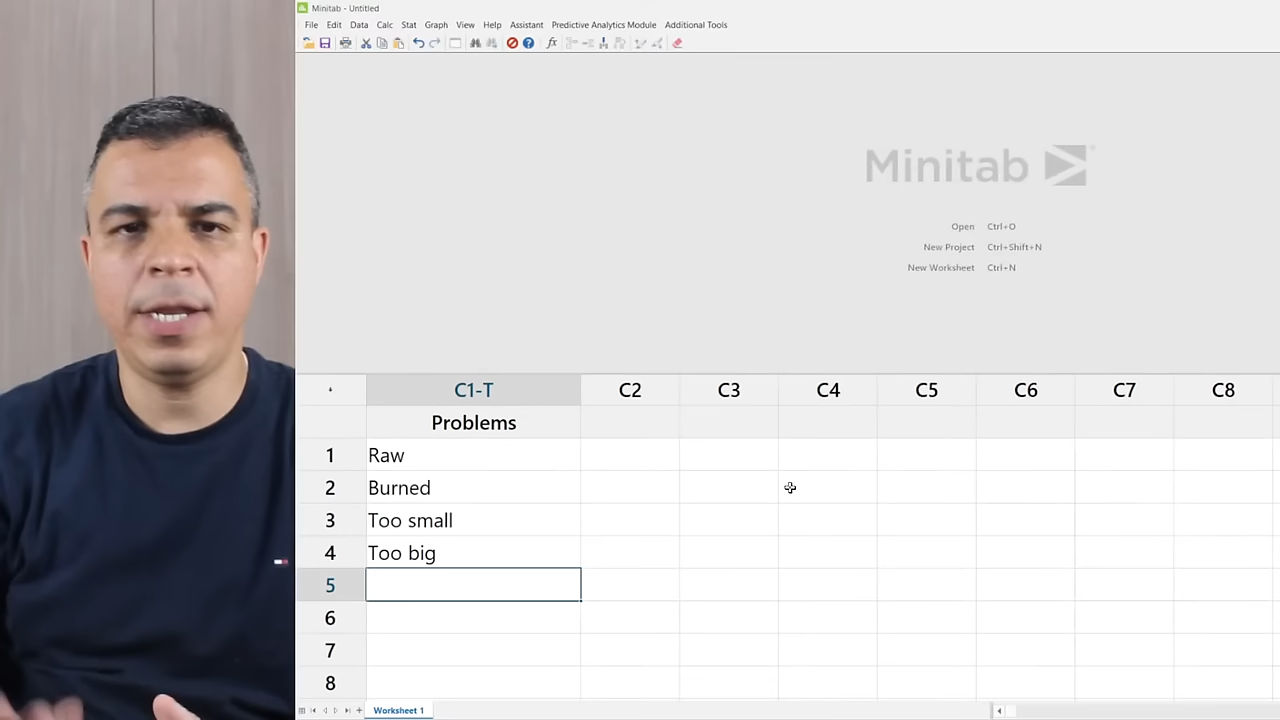 Minitab - Untitled
File Edit Data Calc Stat Graph View Help Assistant Predictive Analytics Module Additional Tools
fx
Minitab
Open Ctrl+O
New Project Ctrl+Shift+N
New Worksheet Ctrl+N
C1-T C2 C3 C4 C5 C6 C7 C8
Problems
1 Raw
2 Burned
3 Too small
4 Too big
5
6
7
8
Worksheet 1